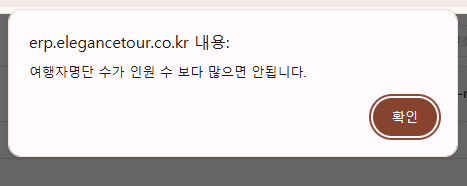 erp.elegancetour.co.kr 내용:
여행자명단 수가 인원 수 보다 많으면 안됩니다.
확인